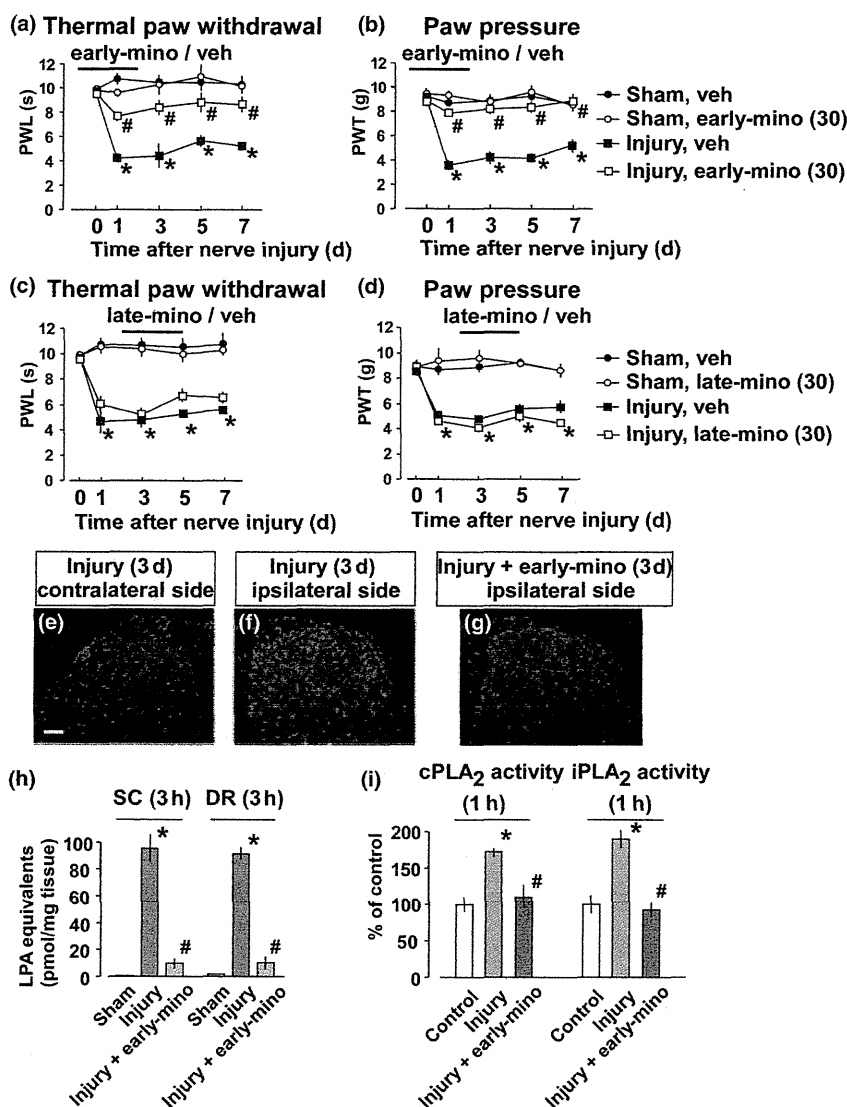 (a) Thermal paw withdrawal
early-mino / veh
PWL (s)
12
10
8
6
4
2
0
# # # #
* * * *
0 1 3 5 7
Time after nerve injury (d)
(b) Paw pressure
early-mino / veh
PWT (g)
12
10
8
6
4
2
0
# # # #
* * * *
0 1 3 5 7
Time after nerve injury (d)
Sham, veh
Sham, early-mino (30)
Injury, veh
Injury, early-mino (30)
(c) Thermal paw withdrawal
late-mino / veh
PWL (s)
12
10
8
6
4
2
0
* * * *
0 1 3 5 7
Time after nerve injury (d)
(d) Paw pressure
late-mino / veh
PWT (g)
12
10
8
6
4
2
0
* * * *
0 1 3 5 7
Time after nerve injury (d)
Sham, veh
Sham, late-mino (30)
Injury, veh
Injury, late-mino (30)
Injury (3 d)
contralateral side
(e)
Injury (3 d)
ipsilateral side
(f)
Injury + early-mino (3 d)
ipsilateral side
(g)
(h)
SC (3 h) DR (3 h)
LPA equivalents
(pmol/mg tissue)
100
80
60
40
20
0
* # * #
Sham
Injury
Injury + early-mino
Sham
Injury
Injury + early-mino
(i)
cPLA₂ activity iPLA₂ activity
(1 h) (1 h)
% of control
200
150
100
50
0
* # * #
Control
Injury
Injury + early-mino
Control
Injury
Injury + early-mino